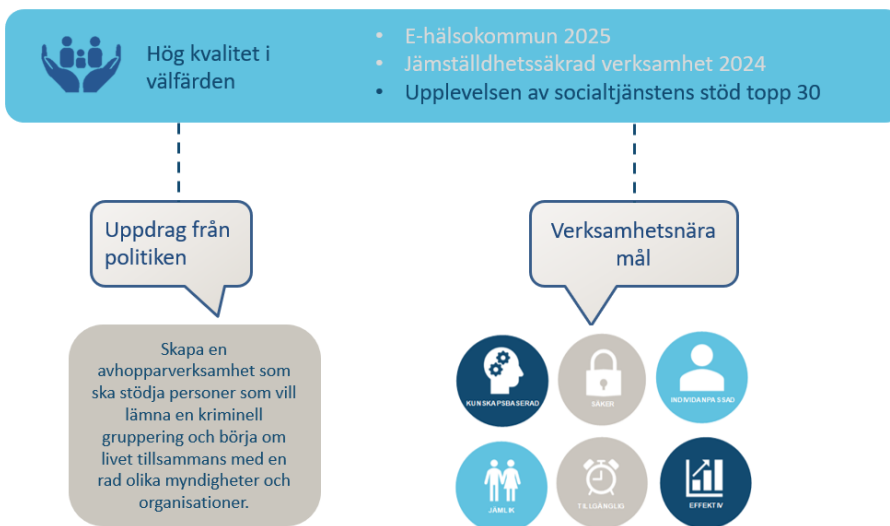 Hög kvalitet i
välfärden
• E-hälsokommun 2025
• Jämställdhetssäkrad verksamhet 2024
• Upplevelsen av socialtjänstens stöd topp 30
Uppdrag från
politiken
Verksamhetsnära
mål
Skapa en
avhopparverksamhet som
ska stödja personer som vill
lämna en kriminell
gruppering och börja om
livet tillsammans med en
rad olika myndigheter och
organisationer.
KUNSKAPSBASERAD
SÄKER
INDIVIDANPASSAD
JÄMLIK
TILLGÄNGLIG
EFFEKTIV